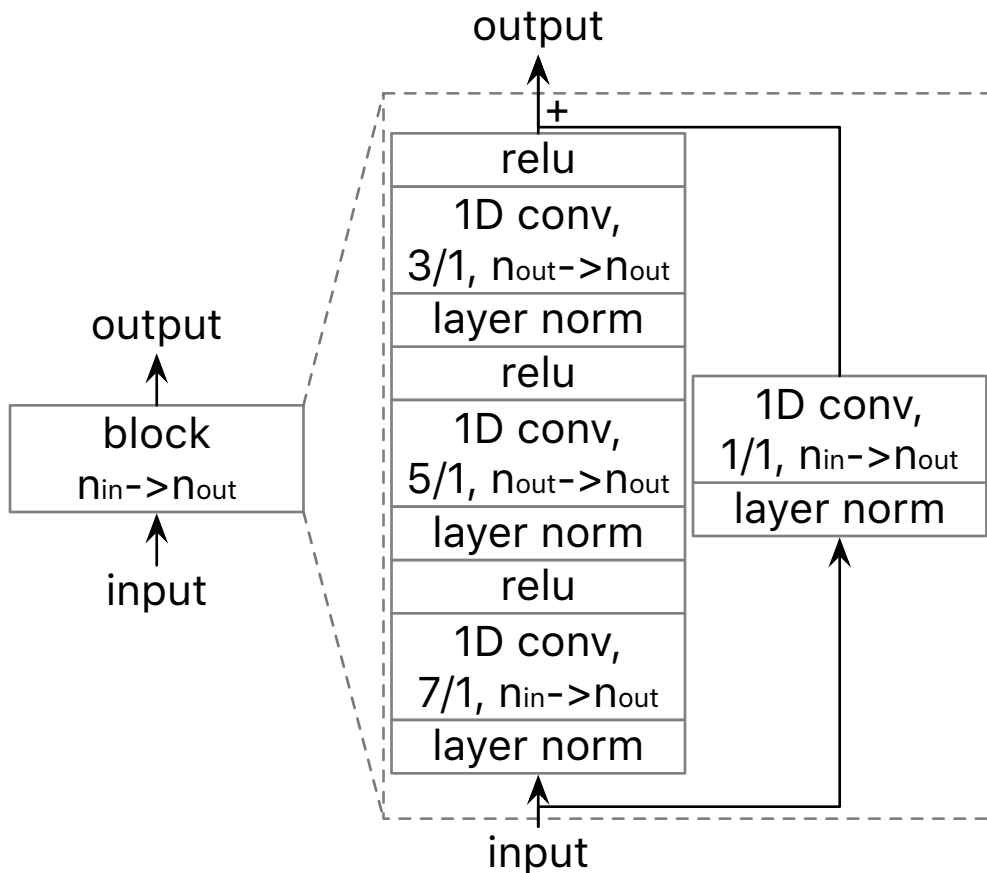 output
block
nin->nout
input
output
+
relu
1D conv,
3/1, nout->nout
layer norm
relu
1D conv,
5/1, nout->nout
layer norm
relu
1D conv,
7/1, nin->nout
layer norm
input
1D conv,
1/1, nin->nout
layer norm